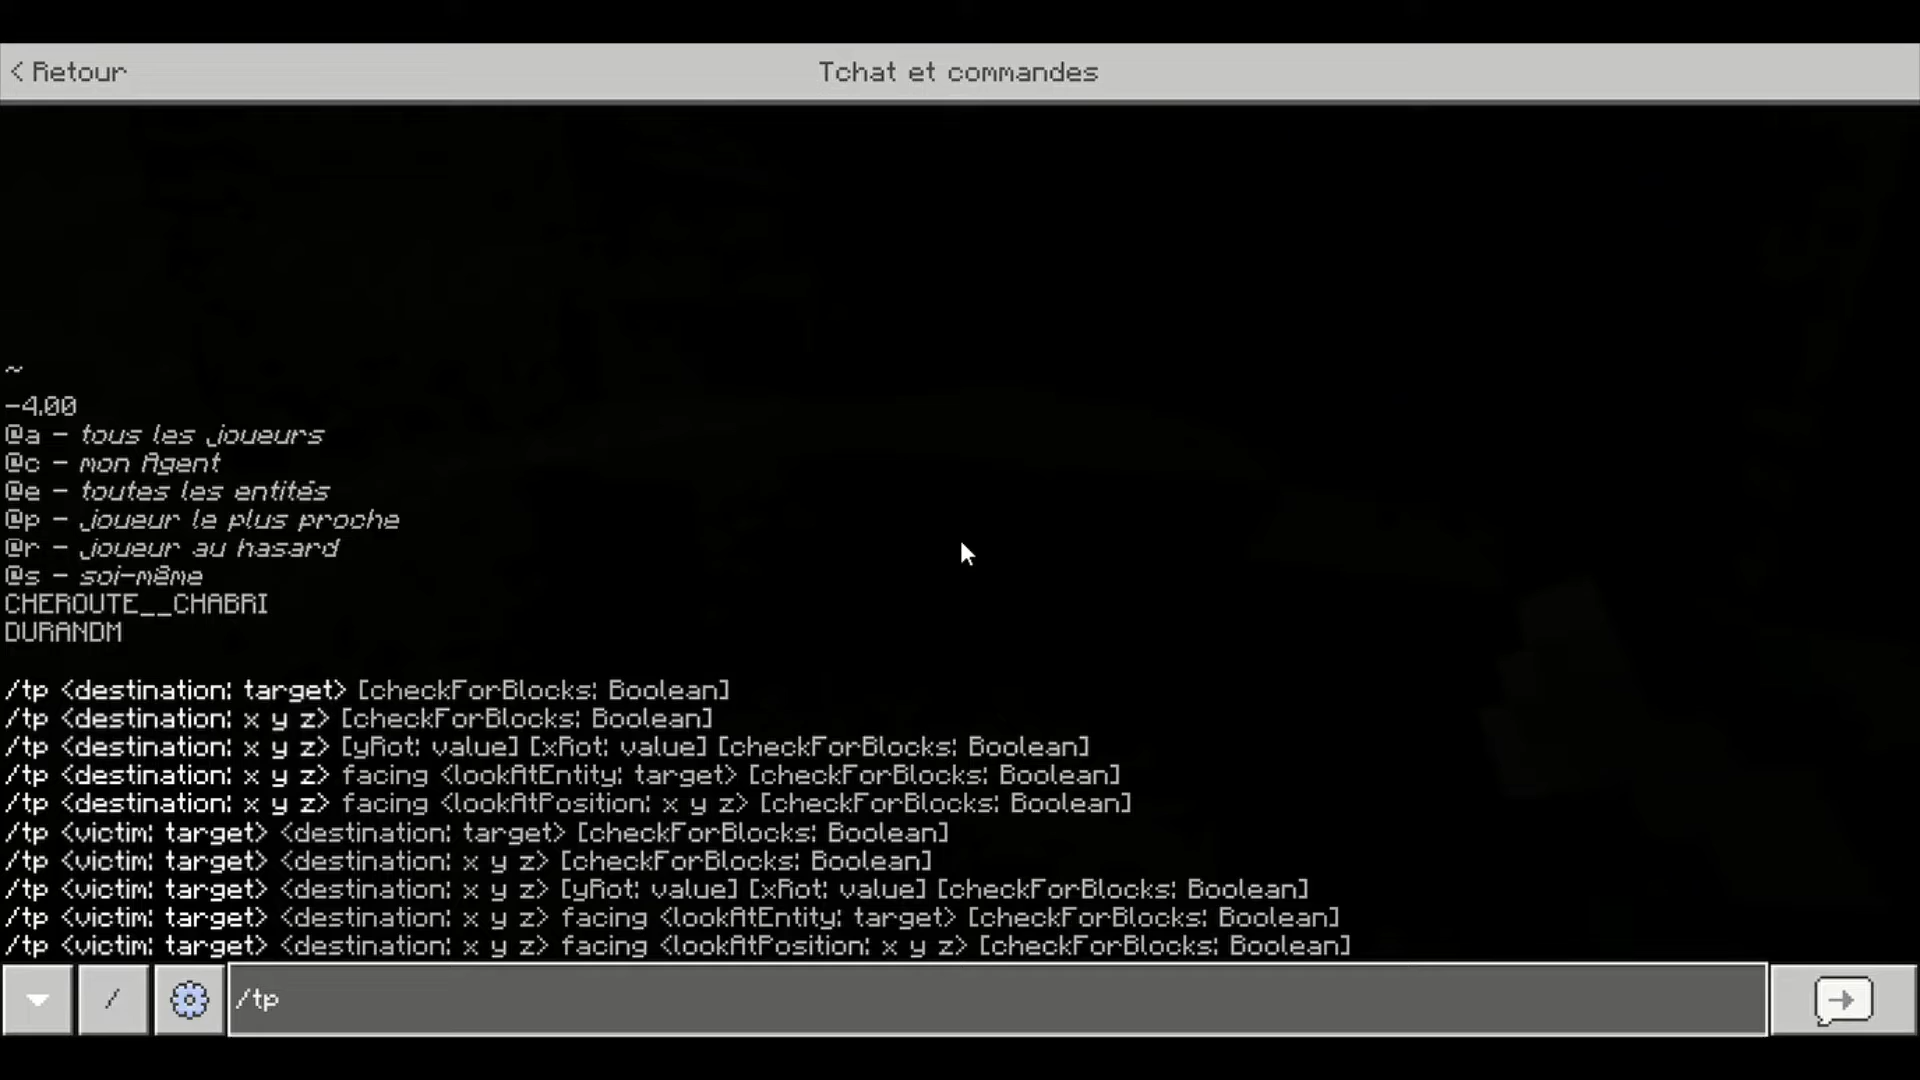 < Retour
Tchat et commandes
~
-4.00
@a - tous les joueurs
@c - mon Agent
@e - toutes les entités
@p - joueur le plus proche
@r - joueur au hasard
@s - soi-même
CHEROUTE__CHABRI
DURANDM
/tp <destination: target> [checkForBlocks: Boolean]
/tp <destination: x y z> [checkForBlocks: Boolean]
/tp <destination: x y z> [yRot: value] [xRot: value] [checkForBlocks: Boolean]
/tp <destination: x y z> facing <lookAtEntity: target> [checkForBlocks: Boolean]
/tp <destination: x y z> facing <lookAtPosition: x y z> [checkForBlocks: Boolean]
/tp <victim: target> <destination: target> [checkForBlocks: Boolean]
/tp <victim: target> <destination: x y z> [checkForBlocks: Boolean]
/tp <victim: target> <destination: x y z> [yRot: value] [xRot: value] [checkForBlocks: Boolean]
/tp <victim: target> <destination: x y z> facing <lookAtEntity: target> [checkForBlocks: Boolean]
/tp <victim: target> <destination: x y z> facing <lookAtPosition: x y z> [checkForBlocks: Boolean]
/
/tp